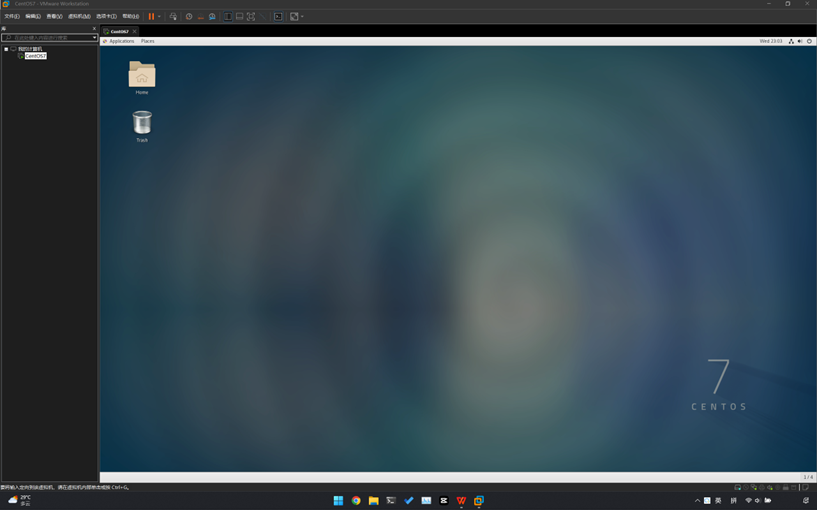 CentOS7 - VMware Workstation
文件(F) 编辑(E) 查看(V) 虚拟机(M) 选项卡(T) 帮助(H)
库
在此处键入内容进行搜索
我的计算机
CentOS7
CentOS7
Applications Places
Wed 23:03
Home
Trash
7
CENTOS
1 / 4
要将输入定向到该虚拟机，请在虚拟机内部单击或按 Ctrl+G。
29°C
多云
英 拼